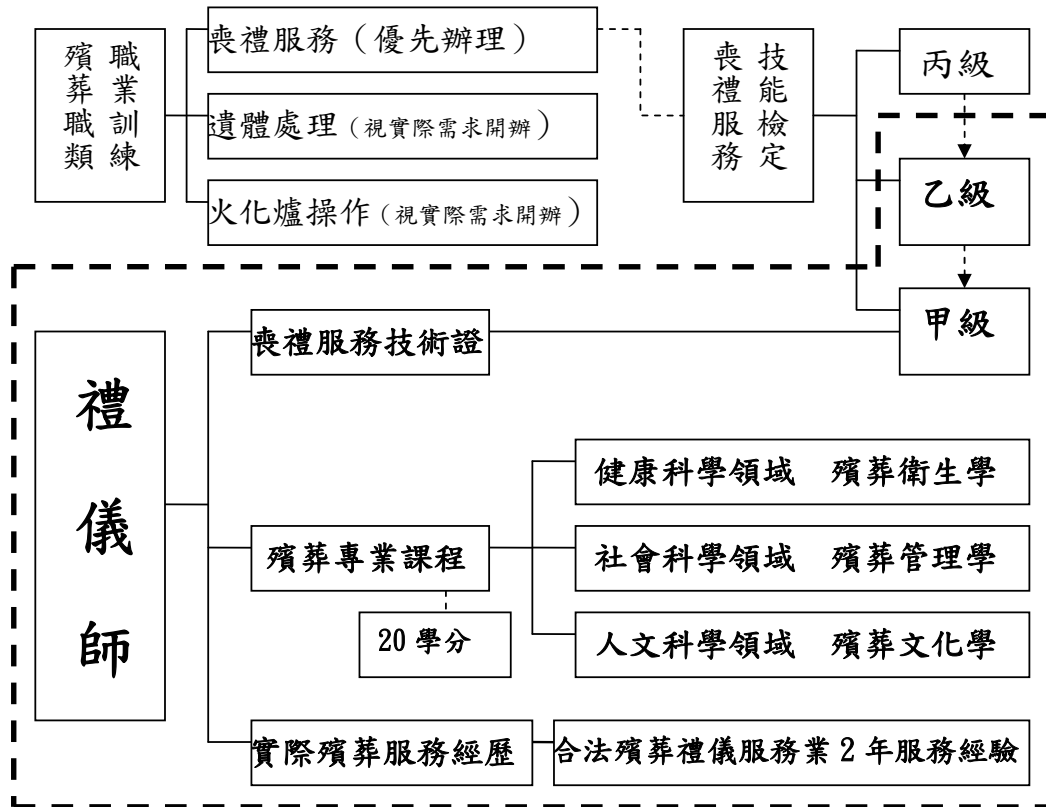 殯葬職類
職業訓練
喪禮服務（優先辦理）
遺體處理（視實際需求開辦）
火化爐操作（視實際需求開辦）
喪禮服務
技能檢定
丙級
乙級
甲級
禮儀師
喪禮服務技術證
殯葬專業課程
20 學分
健康科學領域　殯葬衛生學
社會科學領域　殯葬管理學
人文科學領域　殯葬文化學
實際殯葬服務經歷
合法殯葬禮儀服務業 2 年服務經驗